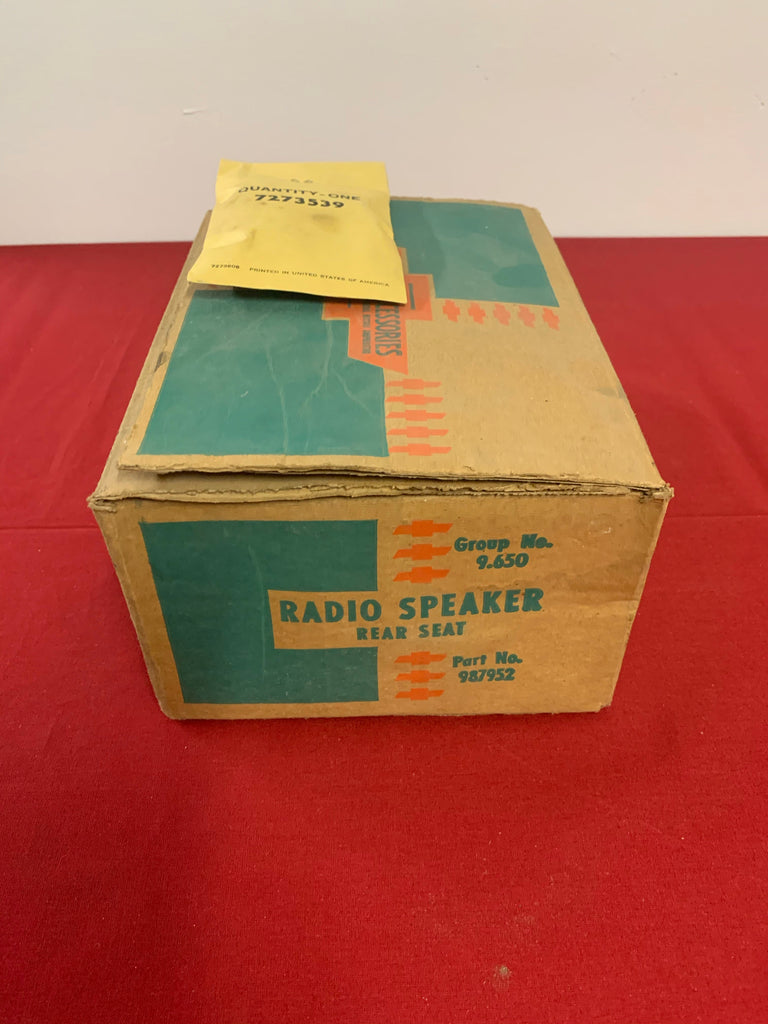 QUANTITY-ONE
7273539
7273608 PRINTED IN UNITED STATES OF AMERICA
Group No.
9.650
RADIO SPEAKER
REAR SEAT
Part No.
987952